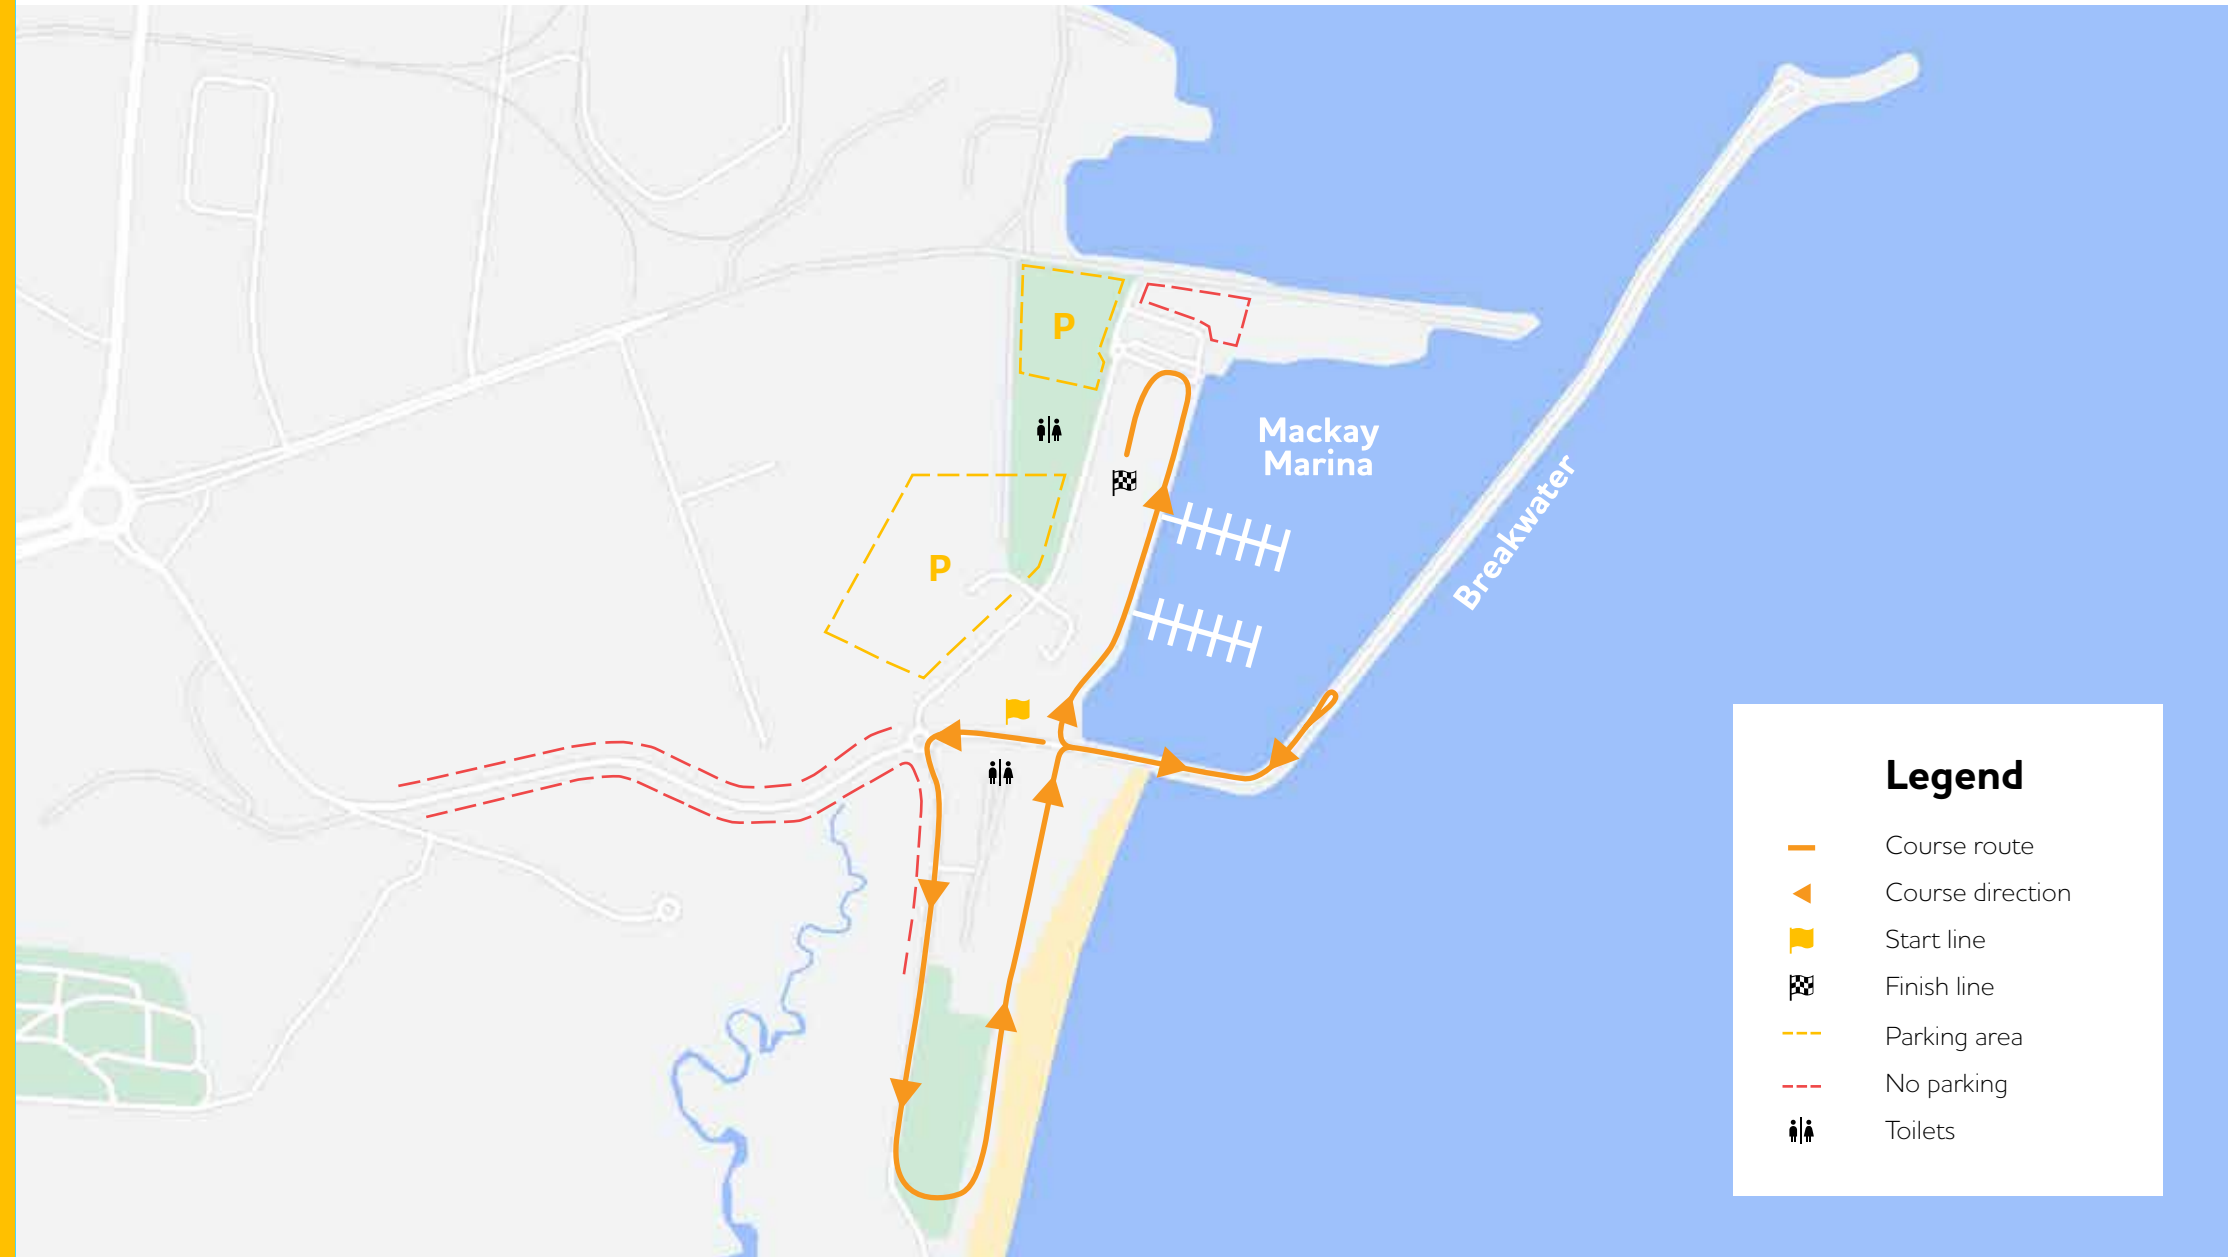 P
P
Mackay
Marina
Breakwater
Legend
Course route
Course direction
Start line
Finish line
Parking area
No parking
Toilets